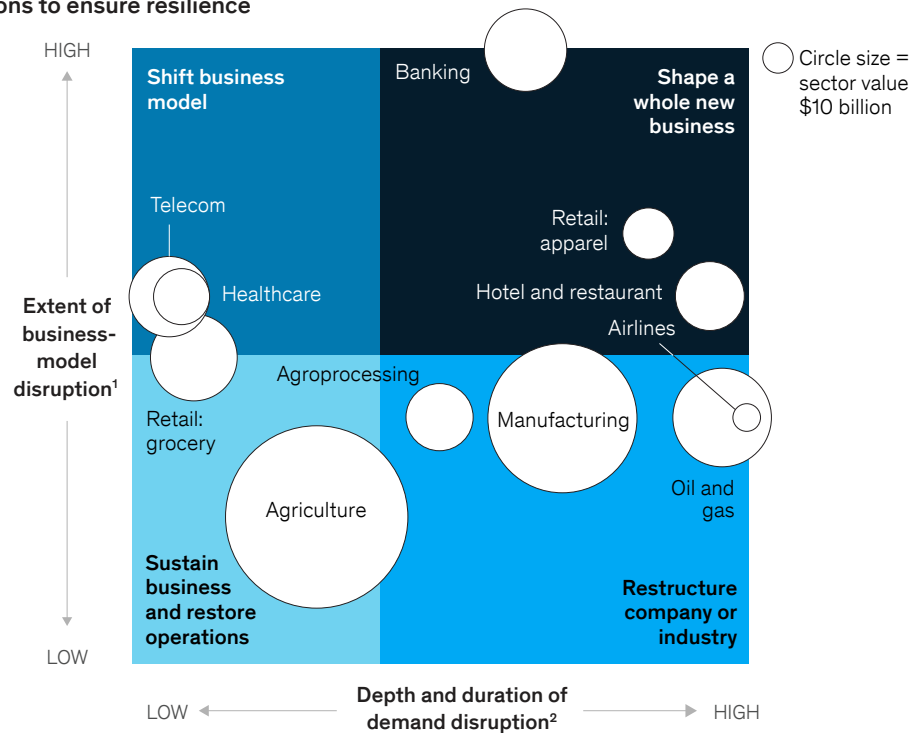 ons to ensure resilience
HIGH
Shift business
model
Banking
Shape a
whole new
business
Circle size =
sector value
$10 billion
Telecom
Retail:
apparel
Healthcare
Hotel and restaurant
Extent of
business-
model
disruption¹
Airlines
Agroprocessing
Retail:
grocery
Manufacturing
Agriculture
Oil and
gas
Sustain
business
and restore
operations
Restructure
company or
industry
LOW
LOW
Depth and duration of
demand disruption²
HIGH